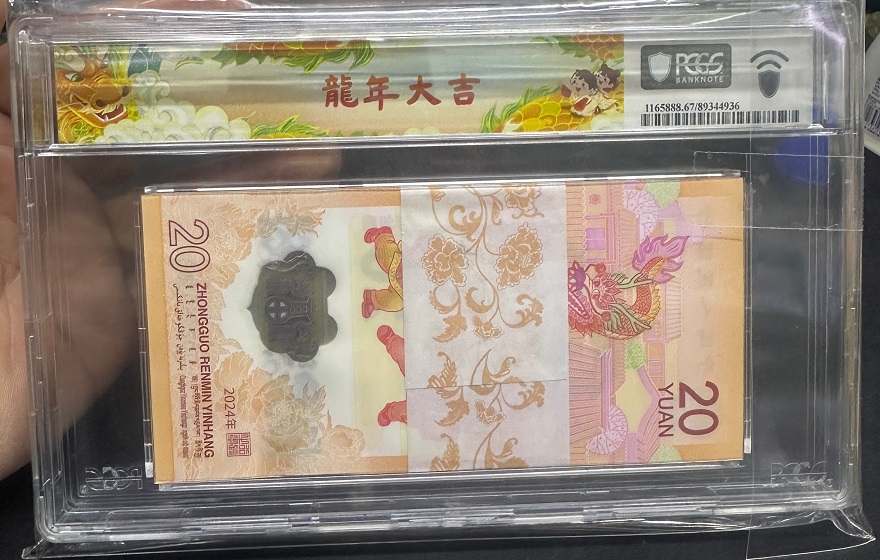 龍年大吉
PCGS
BANKNOTE
1165888.67/89344936
20
ZHONGGUO RENMIN YINHANG
2024年
20
YUAN
PCGS